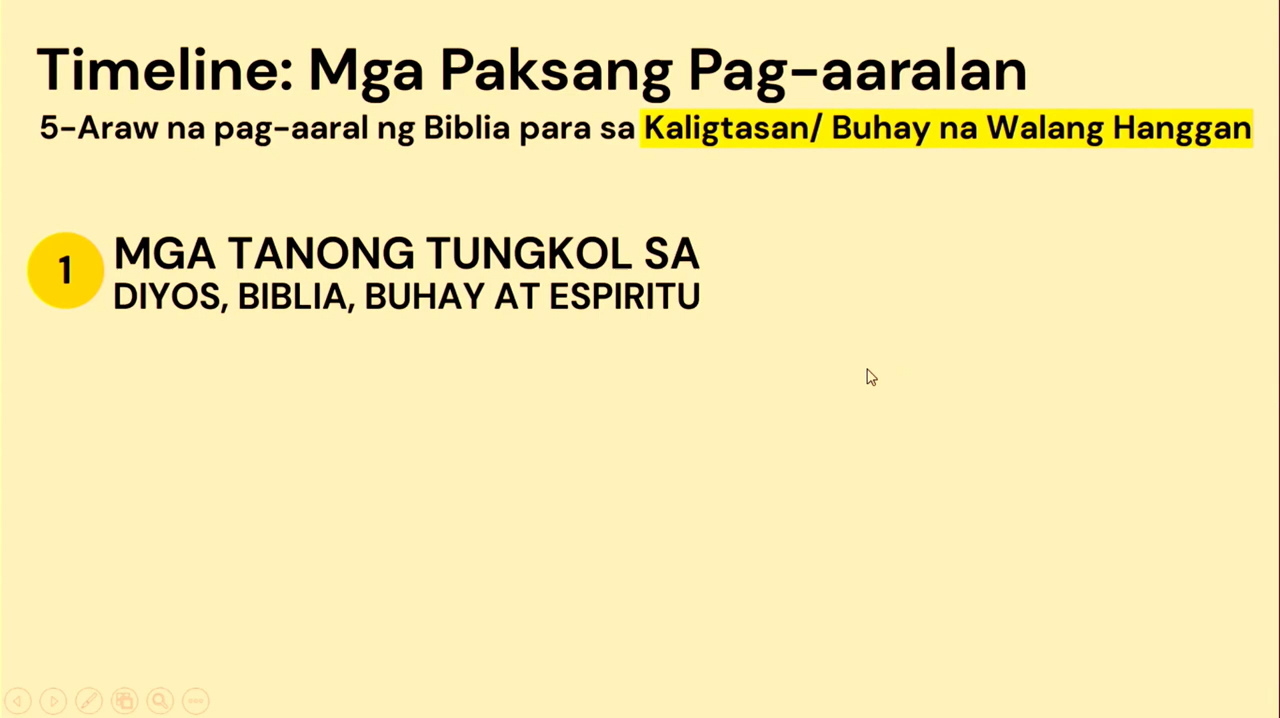 Timeline: Mga Paksang Pag-aaralan
5-Araw na pag-aaral ng Biblia para sa Kaligtasan/ Buhay na Walang Hanggan
1
MGA TANONG TUNGKOL SA
DIYOS, BIBLIA, BUHAY AT ESPIRITU